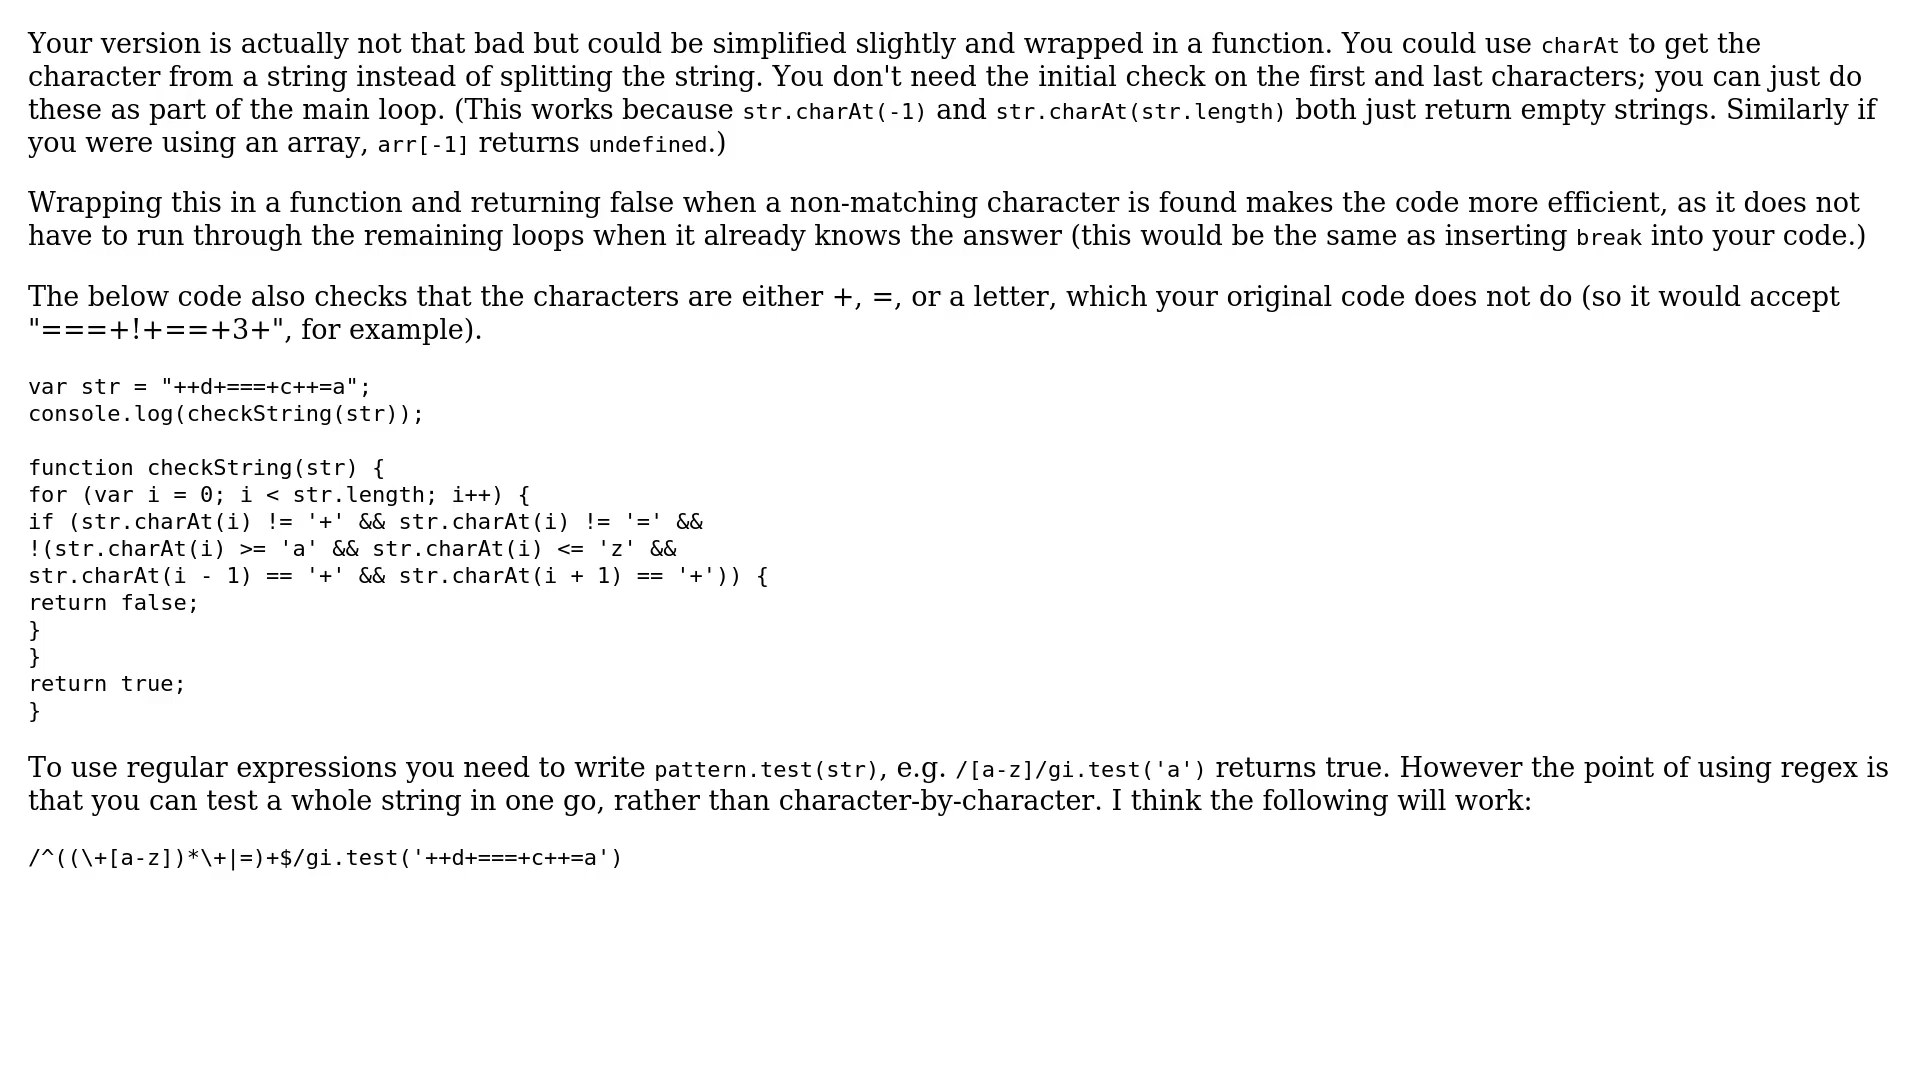 Your version is actually not that bad but could be simplified slightly and wrapped in a function. You could use charAt to get the
character from a string instead of splitting the string. You don't need the initial check on the first and last characters; you can just do
these as part of the main loop. (This works because str.charAt(-1) and str.charAt(str.length) both just return empty strings. Similarly if
you were using an array, arr[-1] returns undefined.)
Wrapping this in a function and returning false when a non-matching character is found makes the code more efficient, as it does not
have to run through the remaining loops when it already knows the answer (this would be the same as inserting break into your code.)
The below code also checks that the characters are either +, =, or a letter, which your original code does not do (so it would accept
"===+!+==+3+", for example).
var str = "++d+===+c++=a";
console.log(checkString(str));
function checkString(str) {
for (var i = 0; i < str.length; i++) {
if (str.charAt(i) != '+' && str.charAt(i) != '=' &&
!(str.charAt(i) >= 'a' && str.charAt(i) <= 'z' &&
str.charAt(i - 1) == '+' && str.charAt(i + 1) == '+')) {
return false;
}
}
return true;
}
To use regular expressions you need to write pattern.test(str), e.g. /[a-z]/gi.test('a') returns true. However the point of using regex is
that you can test a whole string in one go, rather than character-by-character. I think the following will work:
/^((\+[a-z])*\+|=)+$/gi.test('++d+===+c++=a')